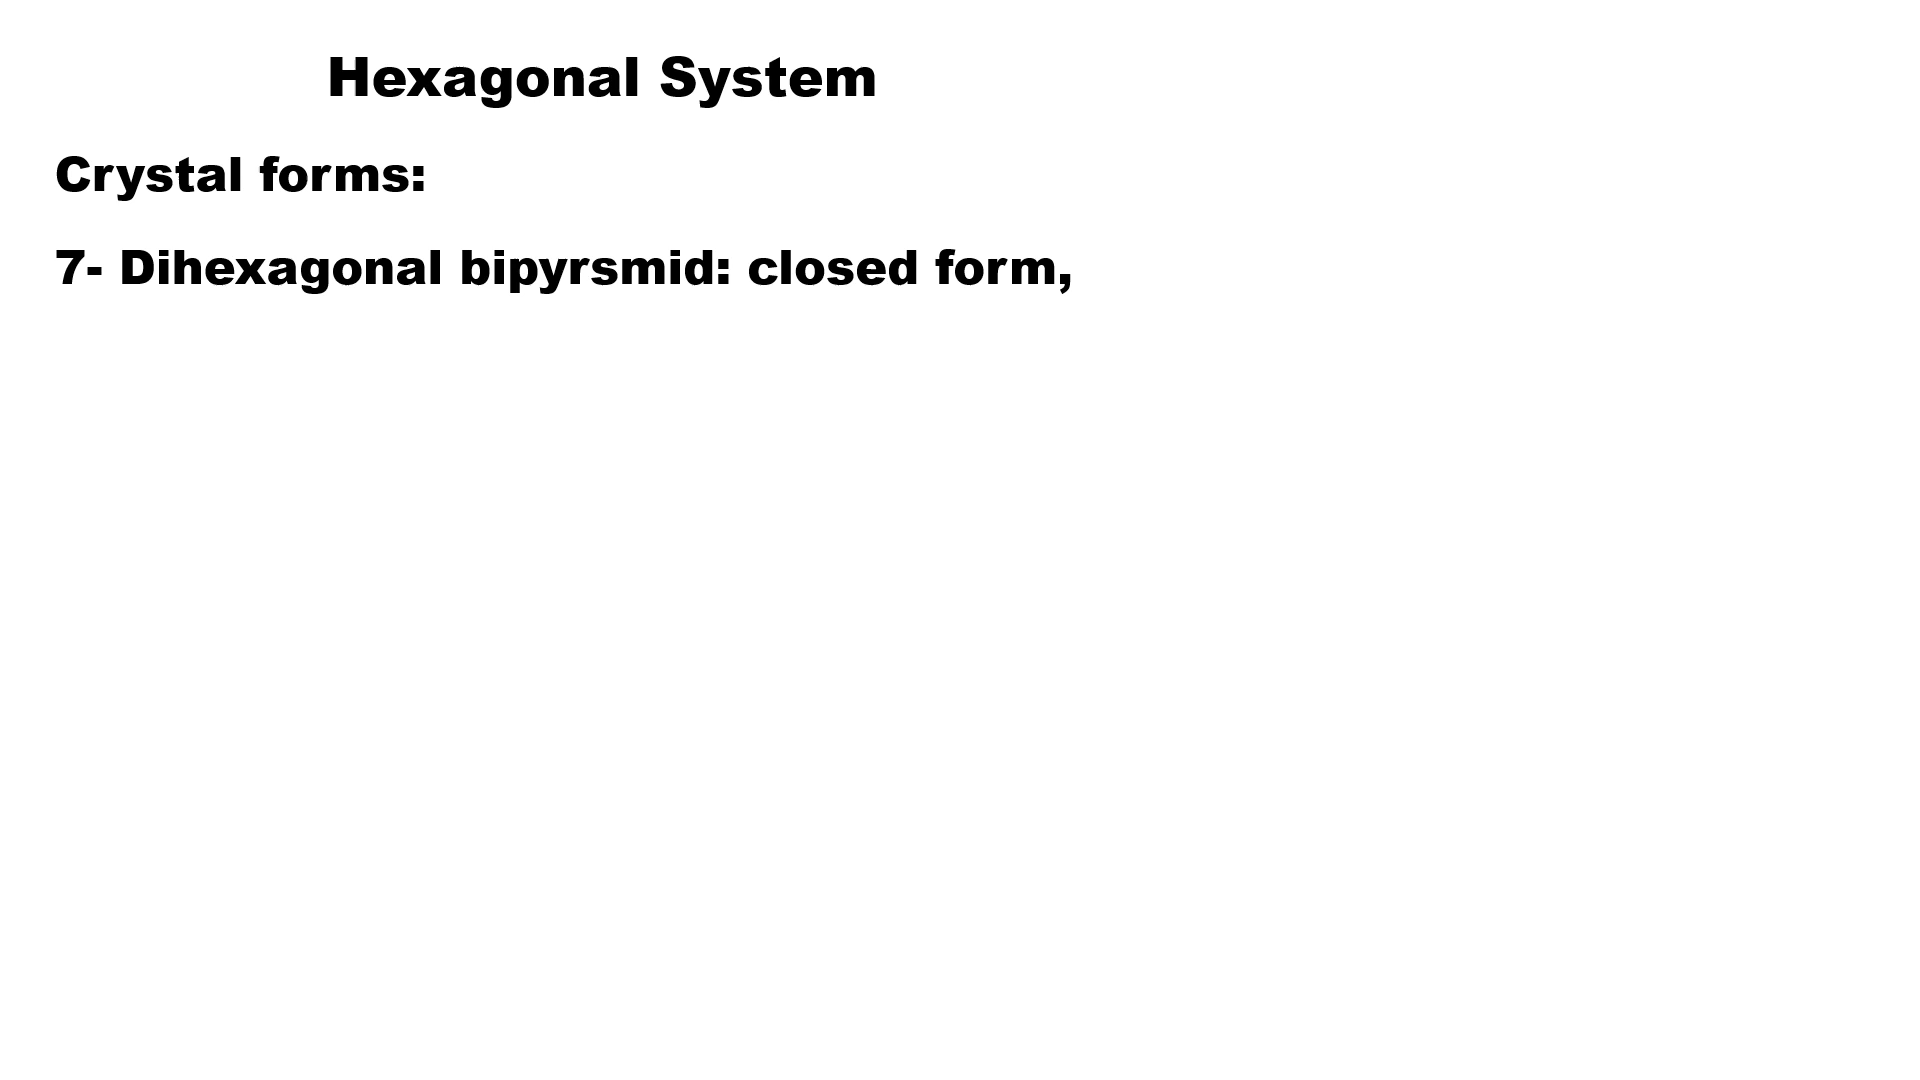 Hexagonal System
Crystal forms:
7- Dihexagonal bipyrsmid: closed form,